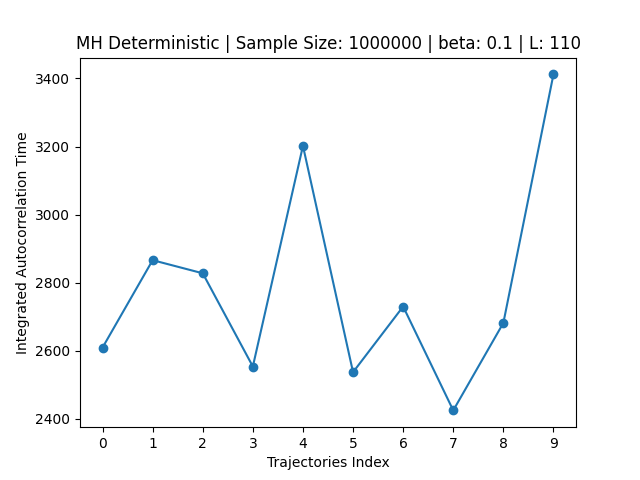 MH Deterministic | Sample Size: 1000000 | beta: 0.1 | L: 110
Integrated Autocorrelation Time
3400
3200
3000
2800
2600
2400
0 1 2 3 4 5 6 7 8 9
Trajectories Index